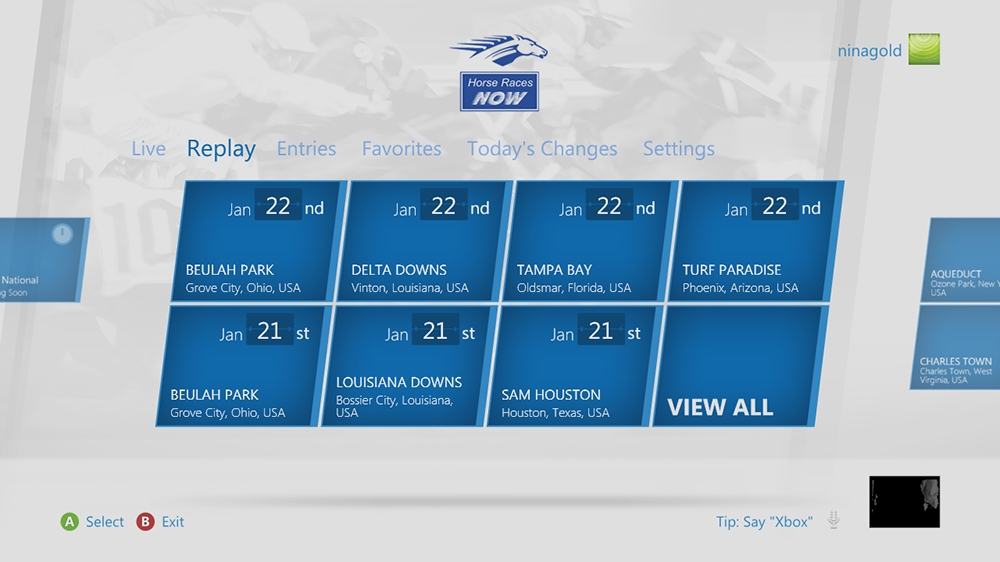 ninagold
Horse Races
NOW
Live Replay Entries Favorites Today's Changes Settings
Jan 22 nd
BEULAH PARK
Grove City, Ohio, USA
Jan 22 nd
DELTA DOWNS
Vinton, Louisiana, USA
Jan 22 nd
TAMPA BAY
Oldsmar, Florida, USA
Jan 22 nd
TURF PARADISE
Phoenix, Arizona, USA
National
ng Soon
AQUEDUCT
Ozone Park, New Y
USA
Jan 21 st
BEULAH PARK
Grove City, Ohio, USA
Jan 21 st
LOUISIANA DOWNS
Bossier City, Louisiana,
USA
Jan 21 st
SAM HOUSTON
Houston, Texas, USA
VIEW ALL
CHARLES TOWN
Charles Town, West
Virginia, USA
A Select B Exit
Tip: Say "Xbox"